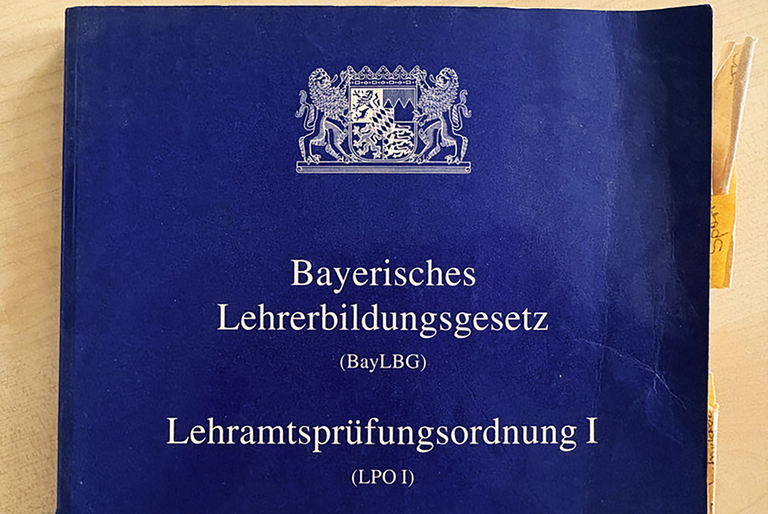 Bayerisches
Lehrerbildungsgesetz
(BayLBG)
Lehramtsprüfungsordnung I
(LPO I)